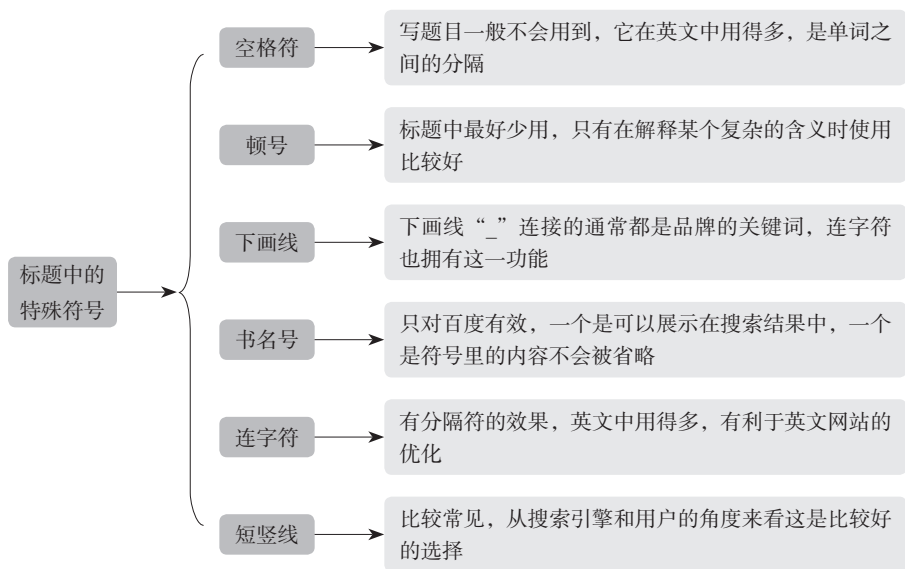 标题中的
特殊符号
空格符
写题目一般不会用到，它在英文中用得多，是单词之
间的分隔
顿号
标题中最好少用，只有在解释某个复杂的含义时使用
比较好
下画线
下画线“_”连接的通常都是品牌的关键词，连字符
也拥有这一功能
书名号
只对百度有效，一个是可以展示在搜索结果中，一个
是符号里的内容不会被省略
连字符
有分隔符的效果，英文中用得多，有利于英文网站的
优化
短竖线
比较常见，从搜索引擎和用户的角度来看这是比较好
的选择